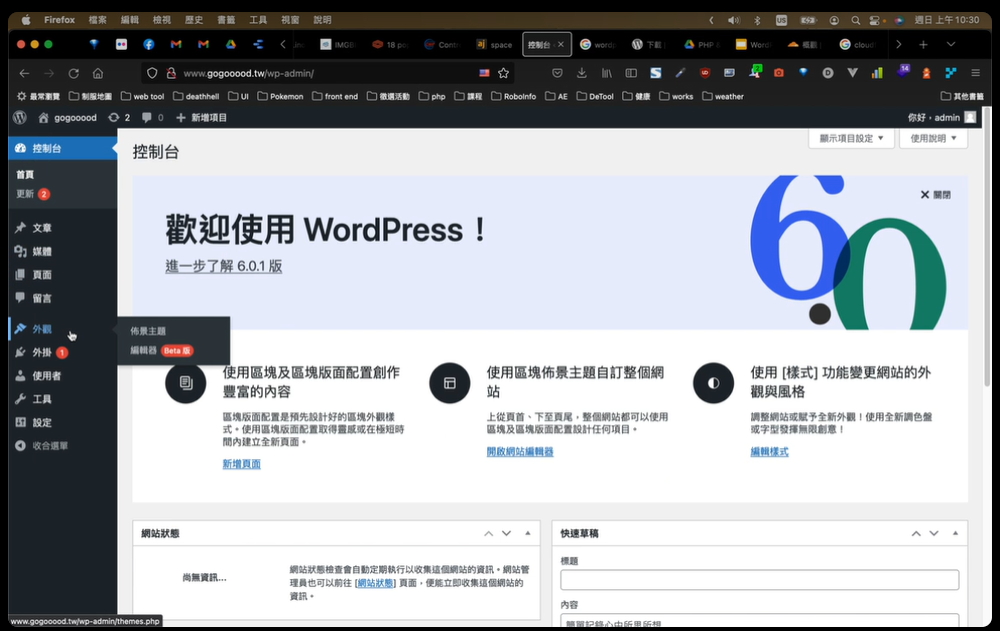 Firefox 檔案 編輯 檢視 歷史 書籤 工具 視窗 說明 US 週日 上午10:30
IMGB 18 po Cont space 控制台 word 下載 PHP Word 概觀 cloud
www.gogooood.tw/wp-admin/ 2 14
最常瀏覽 制服地圖 web tool deathhell UI Pokemon front end 徵選活動 php 課程 RoboInfo AE DeTool 健康 works weather 其他書籤
gogooood 2 0 新增項目 你好，admin
控制台
首頁
更新 2
文章
媒體
頁面
留言
外觀
外掛 1
使用者
工具
設定
收合選單
佈景主題
編輯器 Beta 版
控制台
顯示項目設定 使用說明
歡迎使用 WordPress！
進一步了解 6.0.1 版
關閉
6.0
使用區塊及區塊版面配置創作
豐富的內容
區塊版面配置是預先設計好的區塊外觀樣
式。使用區塊版面配置取得靈感或在極短時
間內建立全新頁面。
新增頁面
使用區塊佈景主題自訂整個網
站
上從頁首、下至頁尾，整個網站都可以使用
區塊及區塊版面配置設計任何項目。
開啟網站編輯器
使用 [樣式] 功能變更網站的外
觀與風格
調整網站或賦予全新外觀！使用全新調色盤
或字型發揮無限創意！
編輯樣式
網站狀態
尚無資訊...
網站狀態檢查會自動定期執行以收集這個網站的資訊。網站管
理員也可以前往 [網站狀態] 頁面，便能立即收集這個網站的
資訊。
快速草稿
標題
內容
簡單記錄心中所思所想
www.gogooood.tw/wp-admin/themes.php